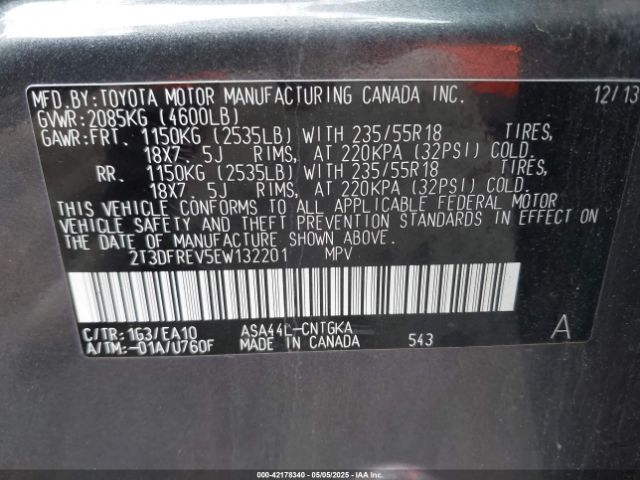 MFD.BY:TOYOTA MOTOR MANUFACTURING CANADA INC. 12/13
GVWR:2085KG (4600LB)
GAWR:FRT. 1150KG (2535LB) WITH 235/55R18 TIRES,
18X7 5J RIMS, AT 220KPA (32PSI) COLD.
RR. 1150KG (2535LB) WITH 235/55R18 TIRES,
18X7 5J RIMS, AT 220KPA (32PSI) COLD.
THIS VEHICLE CONFORMS TO ALL APPLICABLE FEDERAL MOTOR
VEHICLE SAFETY AND THEFT PREVENTION STANDARDS IN EFFECT ON
THE DATE OF MANUFACTURE SHOWN ABOVE.
2T3DFREV5EW132201 MPV
C/TR:1G3/EA10 ASA44L-CNTGKA A
A/TM:-01A/U760F MADE IN CANADA 543
000-42178340 - 05/05/2025 - IAA Inc.